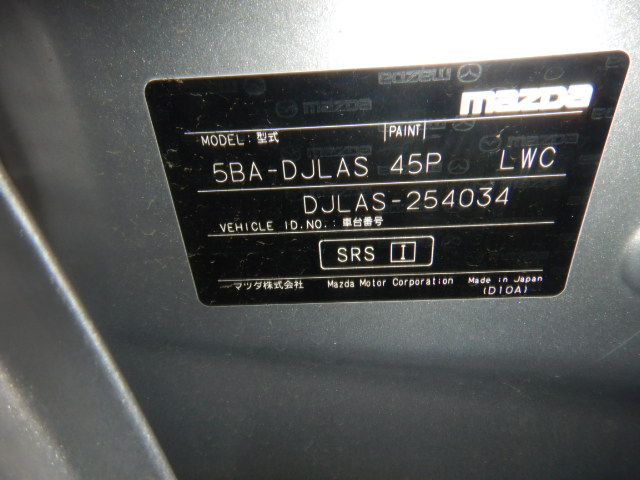 mazda
MODEL: 型式 PAINT
5BA-DJLAS 45P LWC
DJLAS-254034
VEHICLE ID.NO.: 車台番号
SRS I
マツダ株式会社 Mazda Motor Corporation Made in Japan
(D10A)